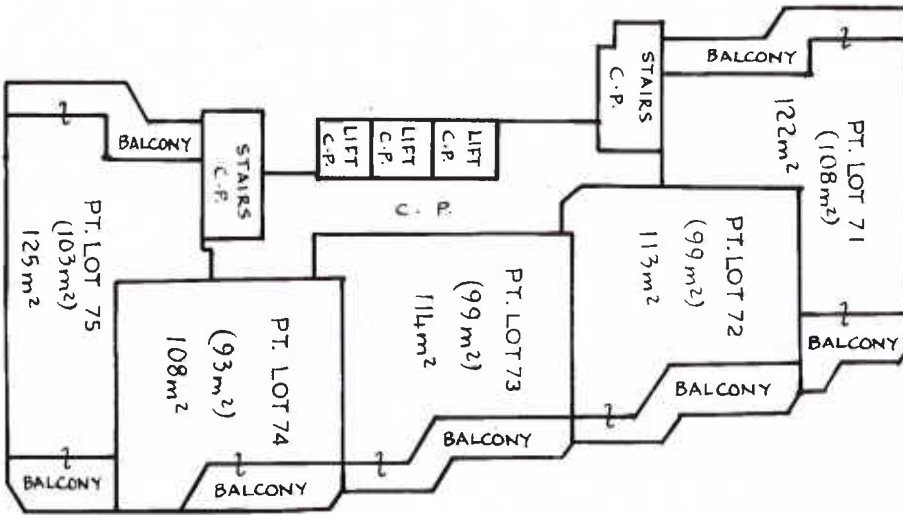 BALCONY
STAIRS
C.P.
PT. LOT 71
(108m²)
122m²
BALCONY
STAIRS
C.P.
LIFT
C.P.
LIFT
C.P.
LIFT
C.P.
C. P.
PT. LOT 75
(103m²)
125m²
PT. LOT 72
(99m²)
113m²
PT. LOT 73
(99m²)
114m²
PT. LOT 74
(93m²)
108m²
BALCONY
BALCONY
BALCONY
BALCONY
BALCONY